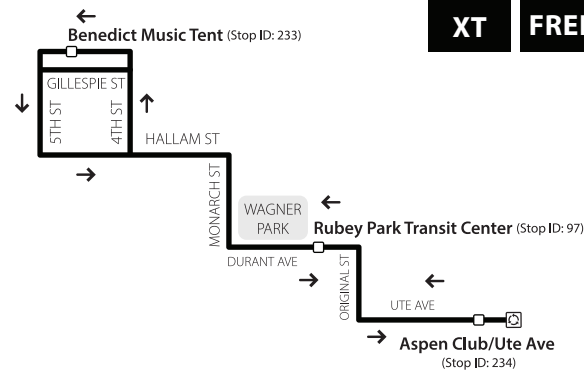 XT
Benedict Music Tent (Stop ID: 233)
GILLESPIE ST
5TH ST
4TH ST
HALLAM ST
MONARCH ST
WAGNER
PARK
Rubey Park Transit Center (Stop ID: 97)
DURANT AVE
ORIGINAL ST
UTE AVE
Aspen Club/Ute Ave
(Stop ID: 234)